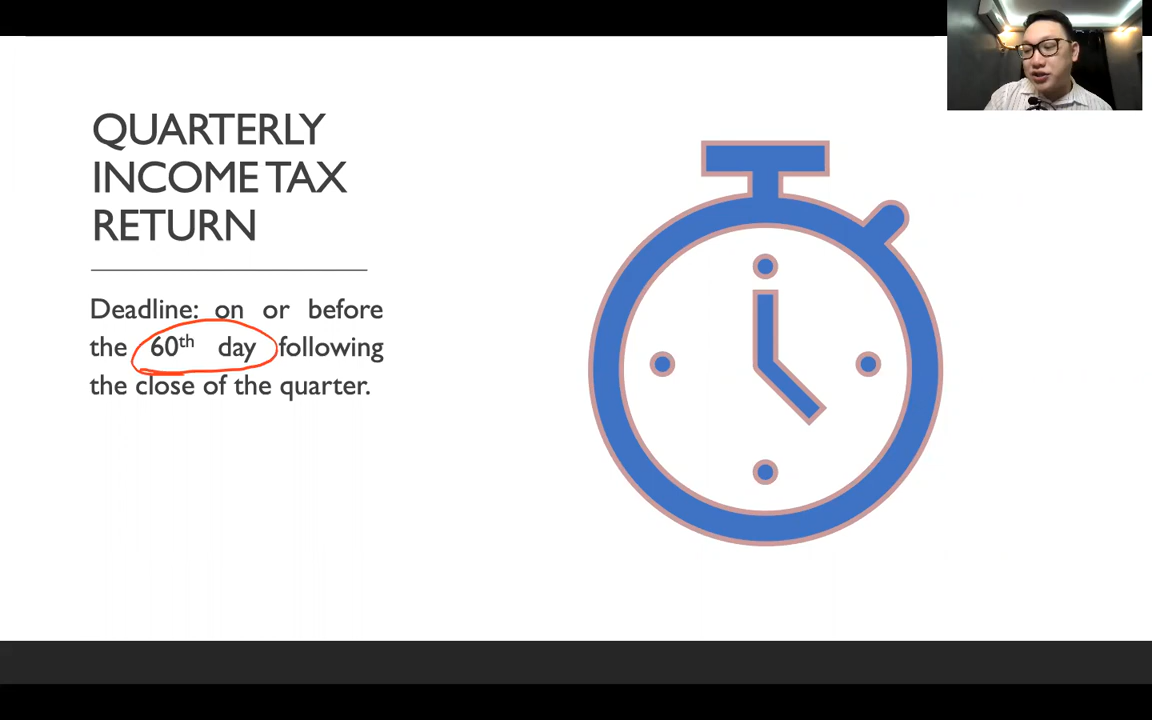 QUARTERLY
INCOME TAX
RETURN
Deadline: on or before
the 60th day following
the close of the quarter.